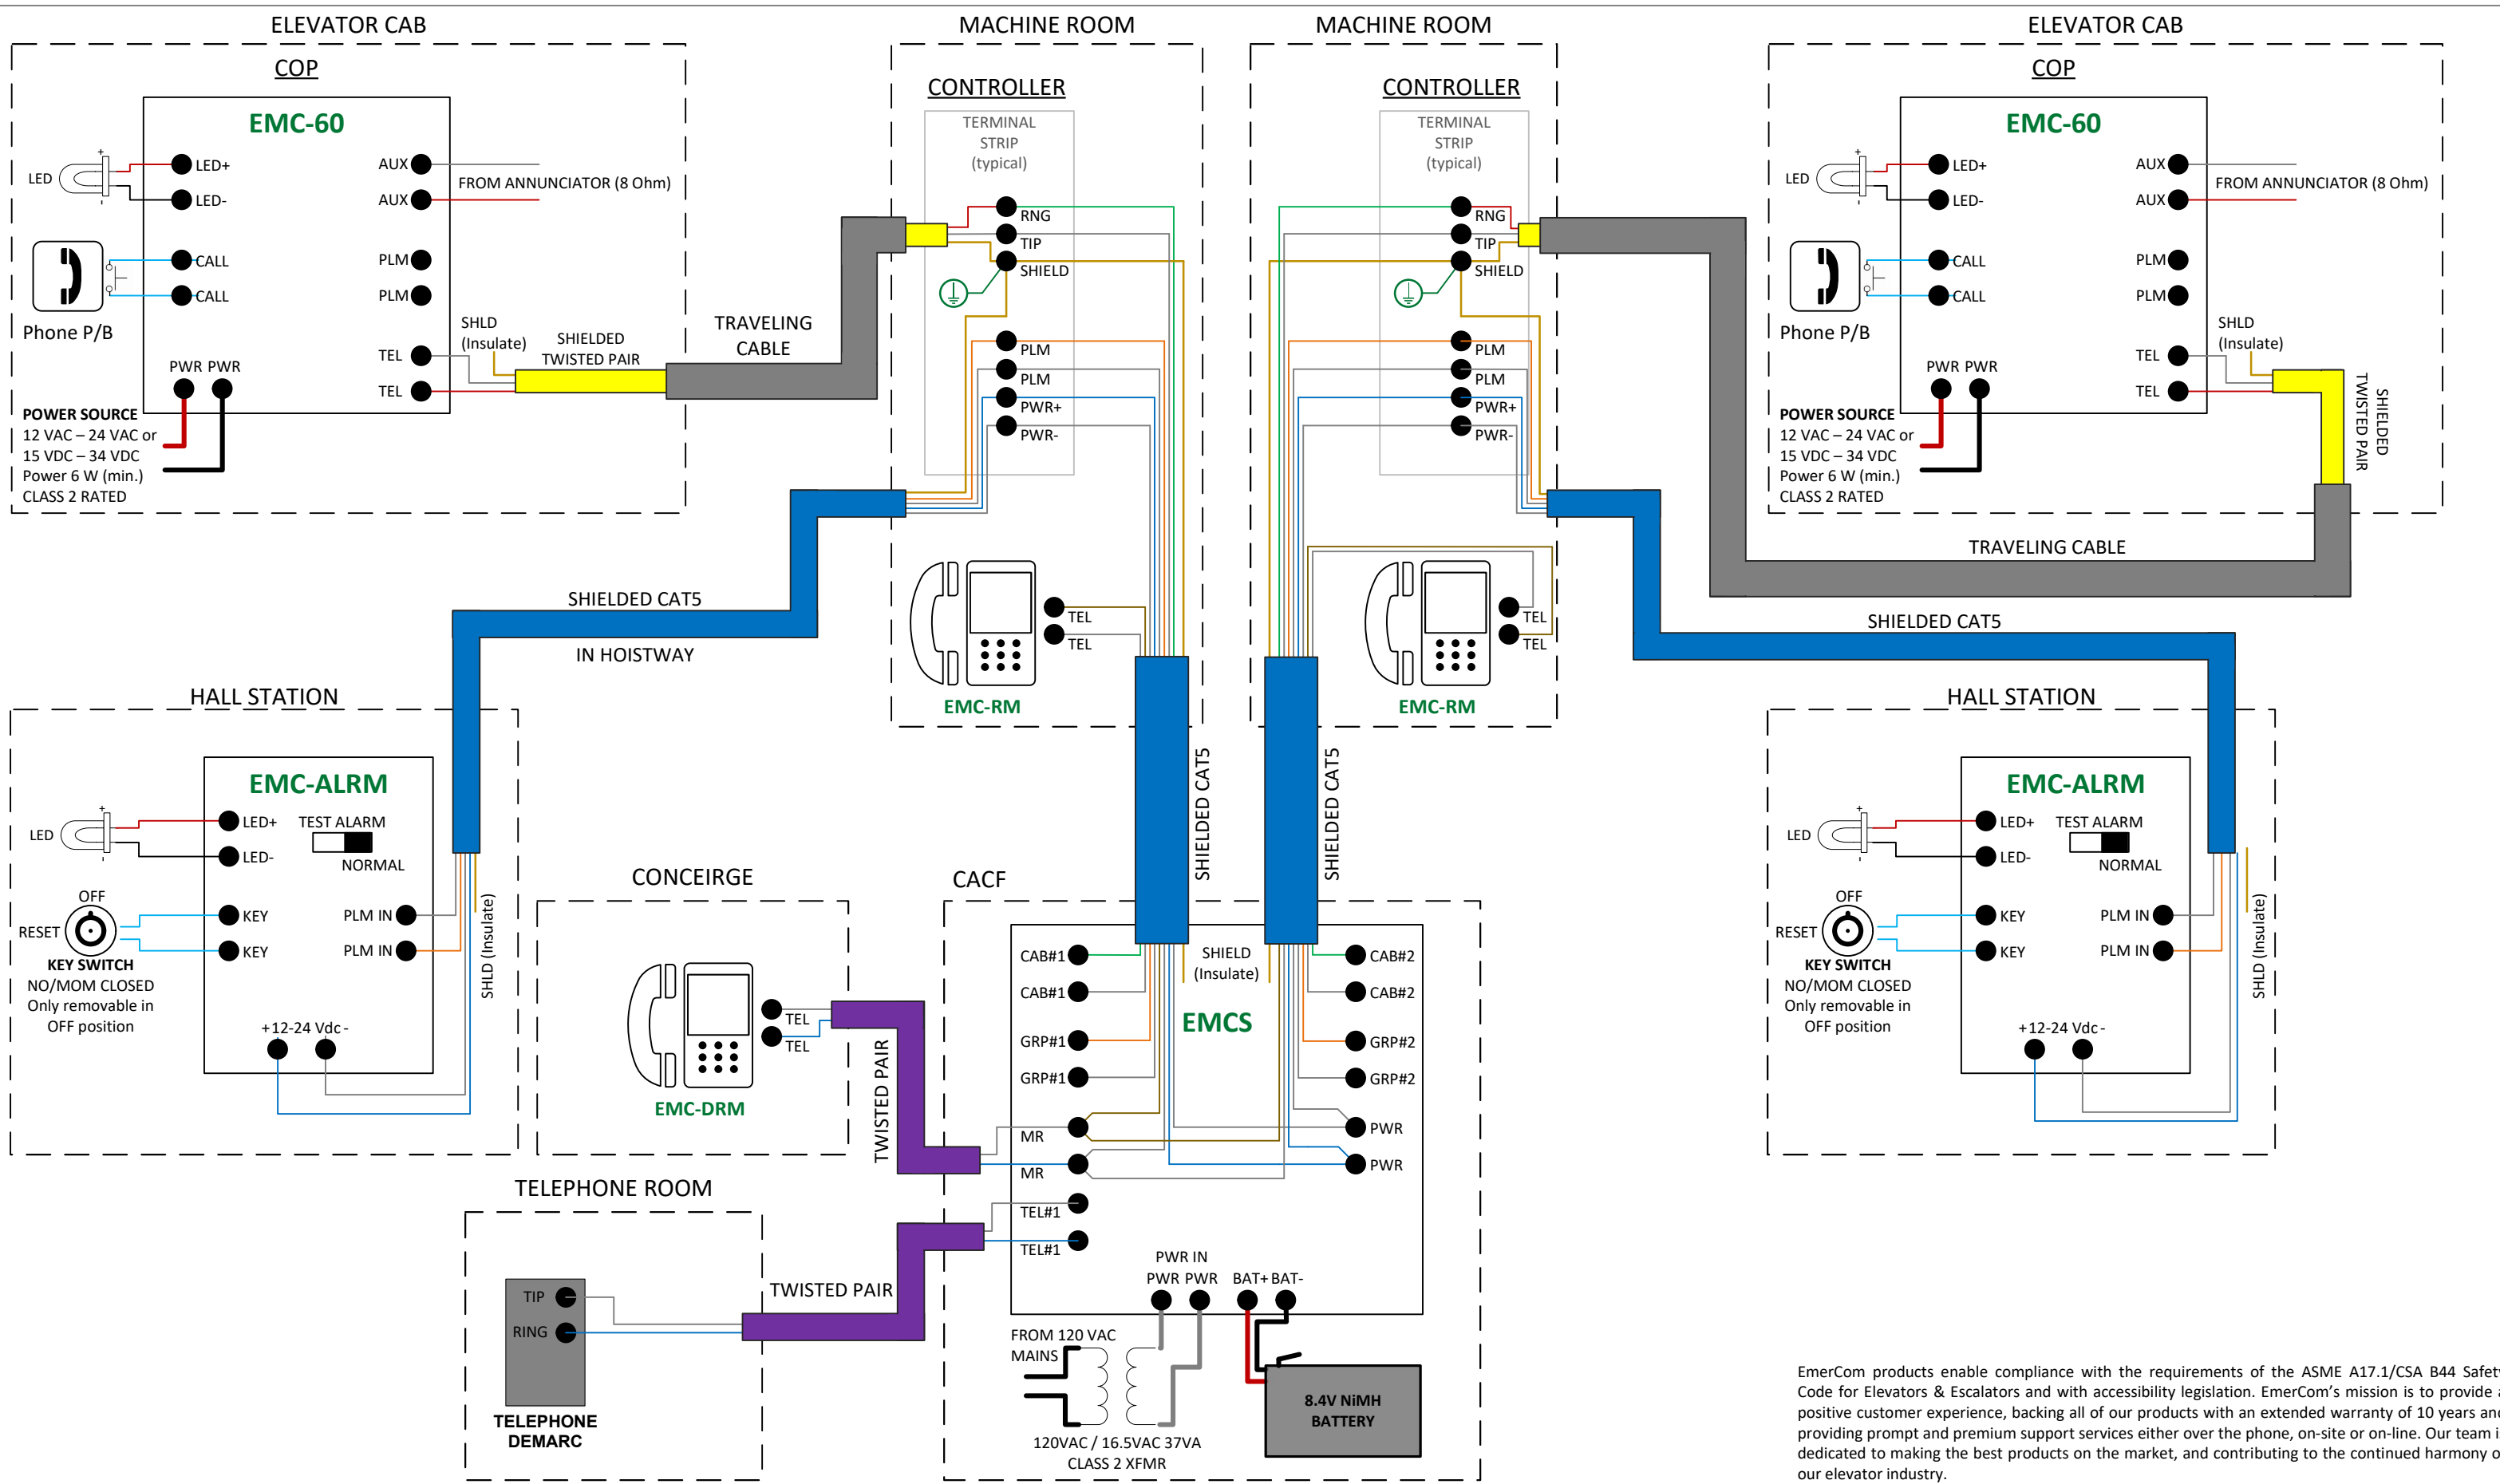 ELEVATOR CAB
COP
EMC-60
LED
+
-
LED+
LED-
CALL
CALL
Phone P/B
PWR PWR
POWER SOURCE
12 VAC – 24 VAC or
15 VDC – 34 VDC
Power 6 W (min.)
CLASS 2 RATED
AUX
AUX
FROM ANNUNCIATOR (8 Ohm)
PLM
PLM
TEL
TEL
SHLD
(Insulate)
SHIELDED
TWISTED PAIR
TRAVELING
CABLE
MACHINE ROOM
CONTROLLER
TERMINAL
STRIP
(typical)
RNG
TIP
SHIELD
PLM
PLM
PWR+
PWR-
TEL
TEL
EMC-RM
MACHINE ROOM
CONTROLLER
TERMINAL
STRIP
(typical)
RNG
TIP
SHIELD
PLM
PLM
PWR+
PWR-
TEL
TEL
EMC-RM
ELEVATOR CAB
COP
EMC-60
LED
+
-
LED+
LED-
CALL
CALL
Phone P/B
PWR PWR
POWER SOURCE
12 VAC – 24 VAC or
15 VDC – 34 VDC
Power 6 W (min.)
CLASS 2 RATED
AUX
AUX
FROM ANNUNCIATOR (8 Ohm)
PLM
PLM
TEL
TEL
SHLD
(Insulate)
SHIELDED
TWISTED PAIR
TRAVELING CABLE
SHIELDED CAT5
IN HOISTWAY
SHIELDED CAT5
HALL STATION
EMC-ALRM
LED
+
-
LED+
LED-
TEST ALARM
NORMAL
OFF
RESET
KEY
KEY
KEY SWITCH
NO/MOM CLOSED
Only removable in
OFF position
PLM IN
PLM IN
+12-24 Vdc -
SHLD (Insulate)
SHIELDED CAT5
SHIELDED CAT5
CONCEIRGE
TEL
TEL
EMC-DRM
TWISTED PAIR
CACF
CAB#1
CAB#1
GRP#1
GRP#1
MR
MR
TEL#1
TEL#1
SHIELD
(Insulate)
EMCS
CAB#2
CAB#2
GRP#2
GRP#2
PWR
PWR
PWR IN
PWR PWR
BAT+ BAT-
FROM 120 VAC
MAINS
120VAC / 16.5VAC 37VA
CLASS 2 XFMR
8.4V NiMH
BATTERY
HALL STATION
EMC-ALRM
LED
+
-
LED+
LED-
TEST ALARM
NORMAL
OFF
RESET
KEY
KEY
KEY SWITCH
NO/MOM CLOSED
Only removable in
OFF position
PLM IN
PLM IN
+12-24 Vdc -
SHLD (Insulate)
TELEPHONE ROOM
TIP
RING
TELEPHONE
DEMARC
TWISTED PAIR
EmerCom products enable compliance with the requirements of the ASME A17.1/CSA B44 Safety
Code for Elevators & Escalators and with accessibility legislation. EmerCom's mission is to provide a
positive customer experience, backing all of our products with an extended warranty of 10 years and
providing prompt and premium support services either over the phone, on-site or on-line. Our team is
dedicated to making the best products on the market, and contributing to the continued harmony of
our elevator industry.